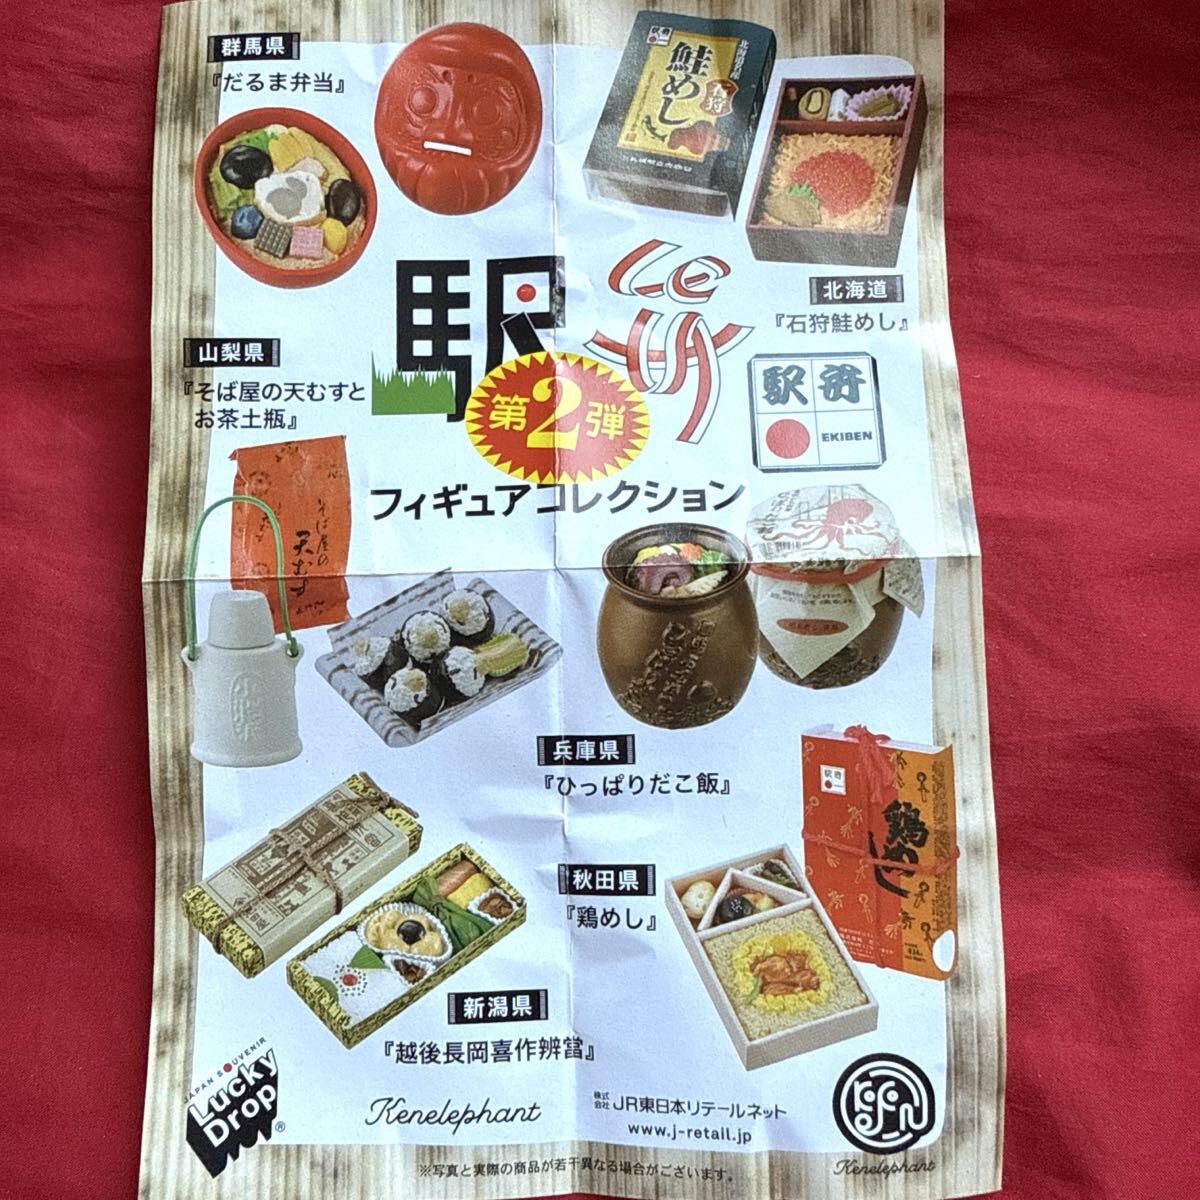 群馬県
『だるま弁当』
北海道
『石狩鮭めし』
石狩
鮭めし
山梨県
『そば屋の天むすと
お茶土瓶』
駅弁
第2弾
フィギュアコレクション
駅弁
EKIBEN
そば屋の
天むす
兵庫県
『ひっぱりだこ飯』
秋田県
『鶏めし』
鶏めし
新潟県
『越後長岡喜作辨當』
JAPAN SOUVENIR
Lucky
Drop®
Kenelephant
株式会社 JR東日本リテールネット
www.j-retail.jp
Kenelephant
※写真と実際の商品が若干異なる場合がございます。